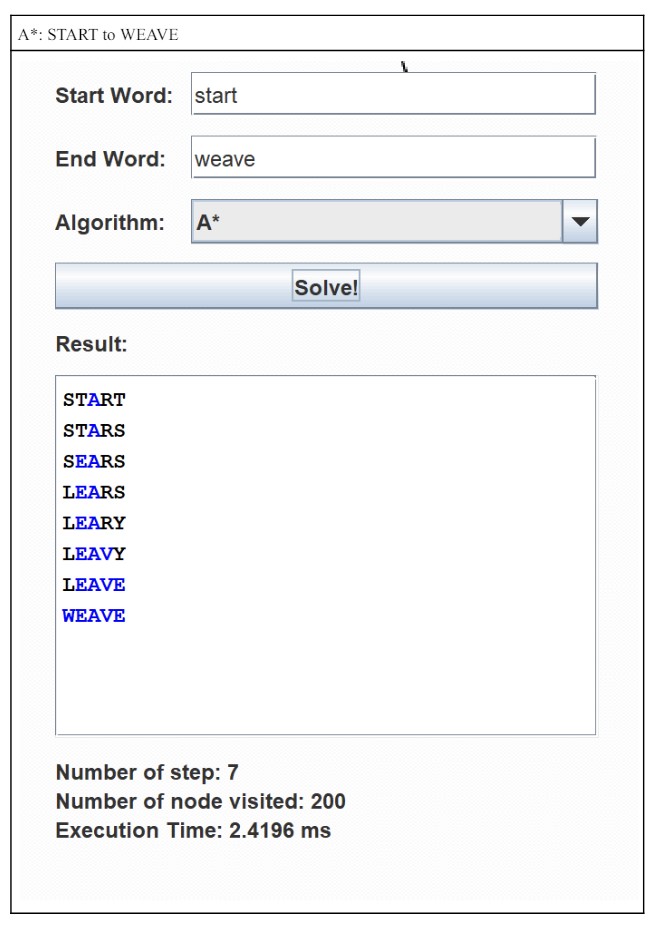 A*: START to WEAVE
Start Word: start
End Word: weave
Algorithm: A*
Solve!
Result:
START
STARS
SEARS
LEARS
LEARY
LEAVY
LEAVE
WEAVE
Number of step: 7
Number of node visited: 200
Execution Time: 2.4196 ms